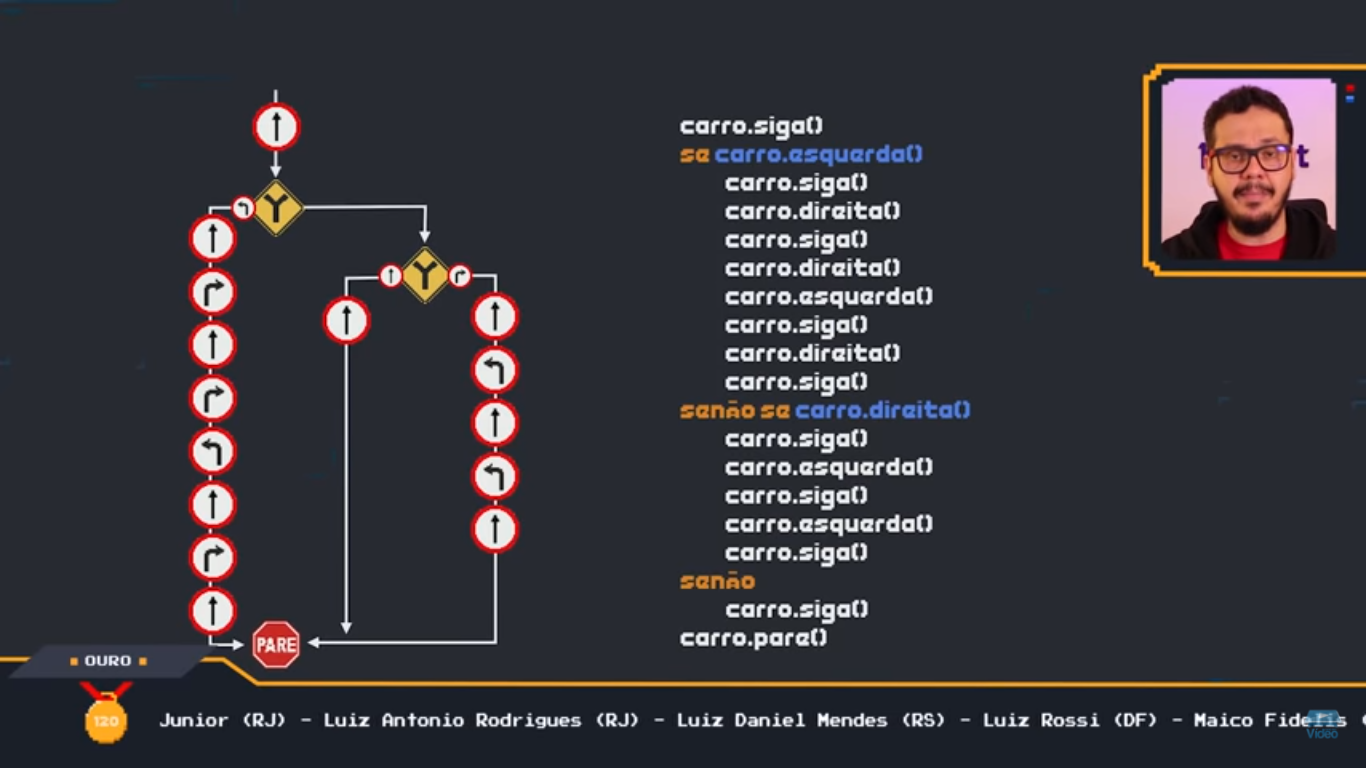 carro.siga()
se carro.esquerda()
carro.siga()
carro.direita()
carro.siga()
carro.direita()
carro.esquerda()
carro.siga()
carro.direita()
carro.siga()
senão se carro.direita()
carro.siga()
carro.esquerda()
carro.siga()
carro.esquerda()
carro.siga()
senão
carro.siga()
carro.pare()
PARE
OURO
120
Junior (RJ) - Luiz Antonio Rodrigues (RJ) - Luiz Daniel Mendes (RS) - Luiz Rossi (DF) - Maico Fidelis (
Vídeo